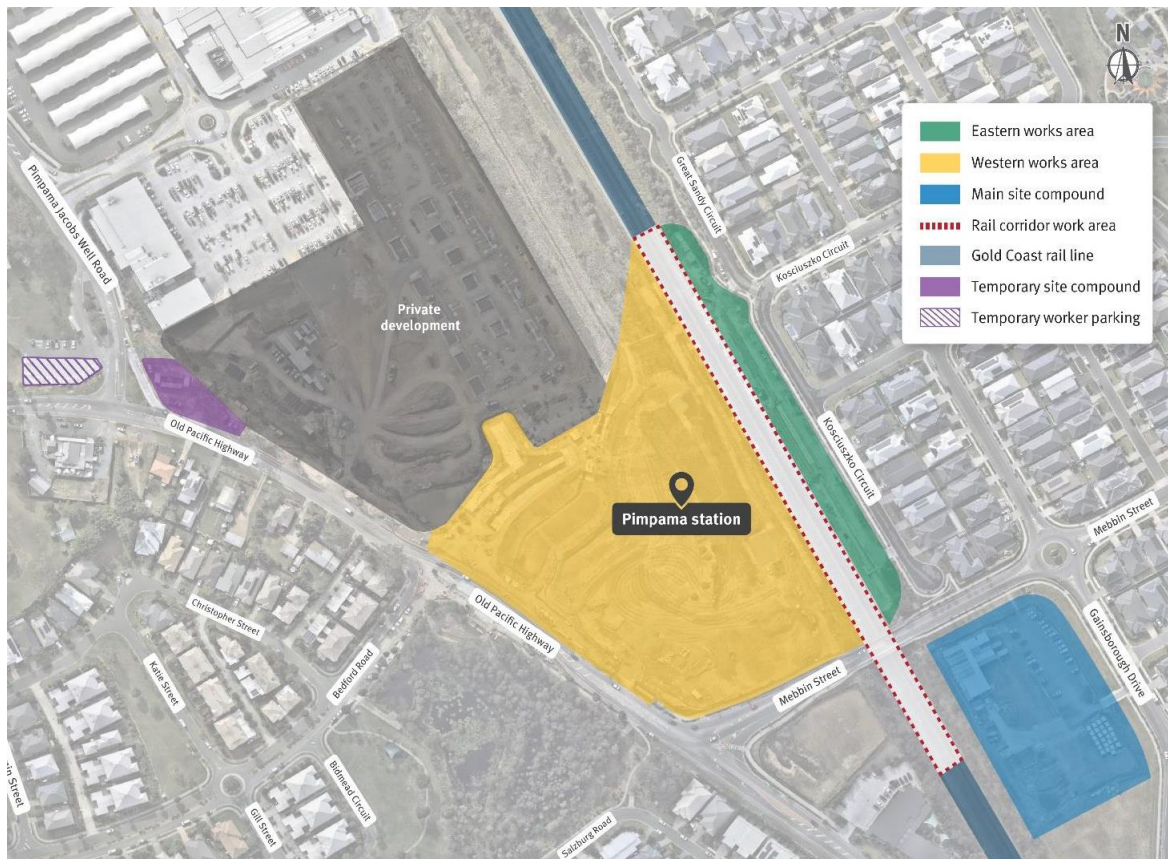 N
Eastern works area
Western works area
Main site compound
Rail corridor work area
Gold Coast rail line
Temporary site compound
Temporary worker parking
Great Sandy Circuit
Kosciuszko Circuit
Pimpama Jacobs Well Road
Private
development
Old Pacific Highway
Kosciuszko Circuit
Pimpama station
Mebbin Street
Old Pacific Highway
Christopher Street
Katie Street
Bedford Road
Mebbin Street
Gainsborough Drive
bin Street
Bidmead Circuit
Gill Street
Salzburg Road